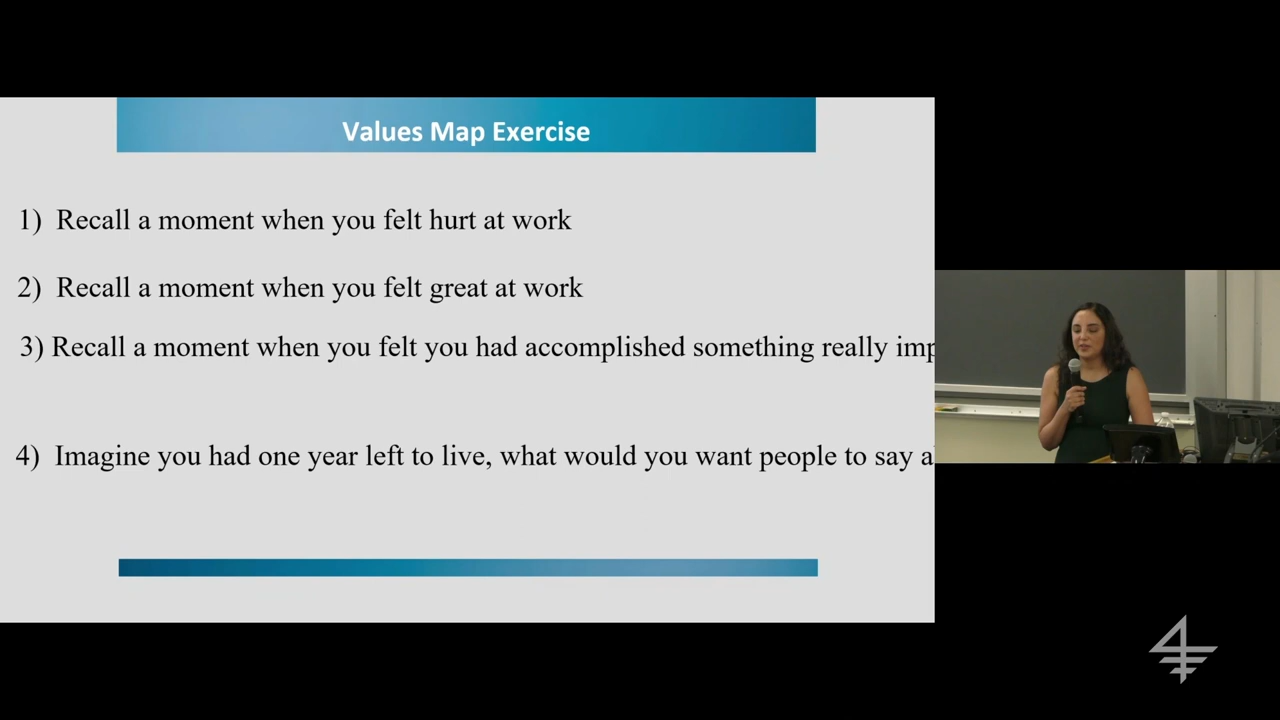 Values Map Exercise
1) Recall a moment when you felt hurt at work
2) Recall a moment when you felt great at work
3) Recall a moment when you felt you had accomplished something really imp
4) Imagine you had one year left to live, what would you want people to say a